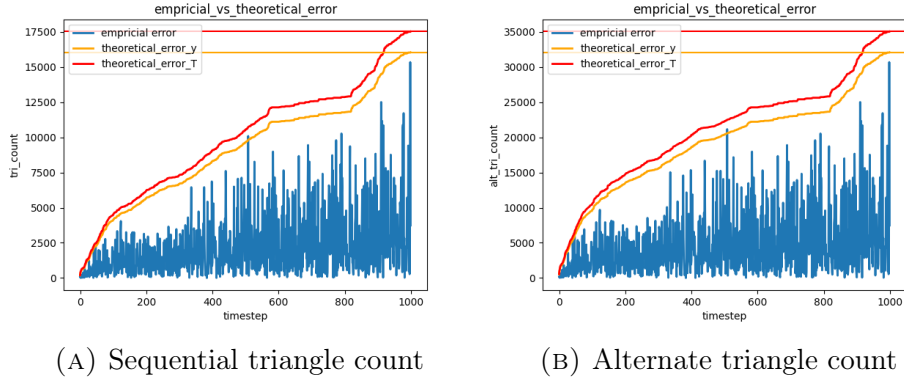 empricial_vs_theoretical_error
17500
15000
12500
10000
7500
5000
2500
0
tri_count
empricial error
theoretical_error_y
theoretical_error_T
0 200 400 600 800 1000
timestep
(A) Sequential triangle count
empricial_vs_theoretical_error
35000
30000
25000
20000
15000
10000
5000
0
alt_tri_count
empricial error
theoretical_error_y
theoretical_error_T
0 200 400 600 800 1000
timestep
(B) Alternate triangle count